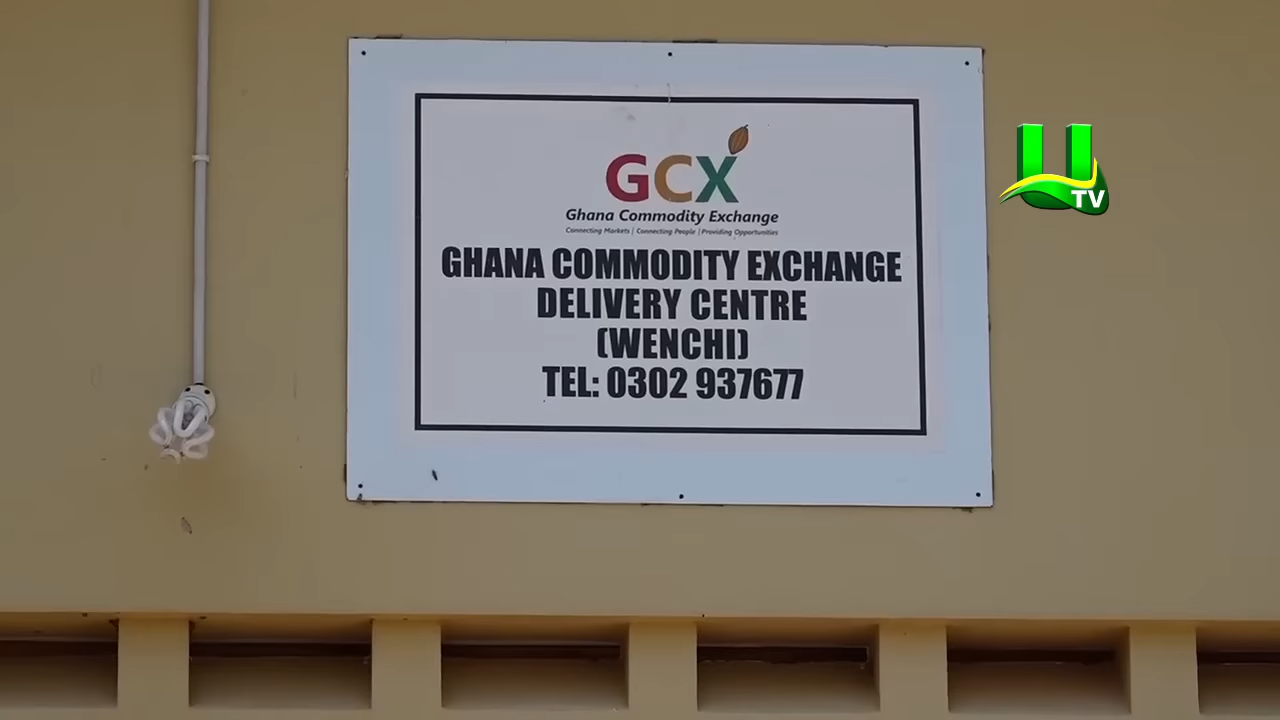 GCX
Ghana Commodity Exchange
Connecting Markets | Connecting People | Providing Opportunities
GHANA COMMODITY EXCHANGE
DELIVERY CENTRE
(WENCHI)
TEL: 0302 937677
U
TV